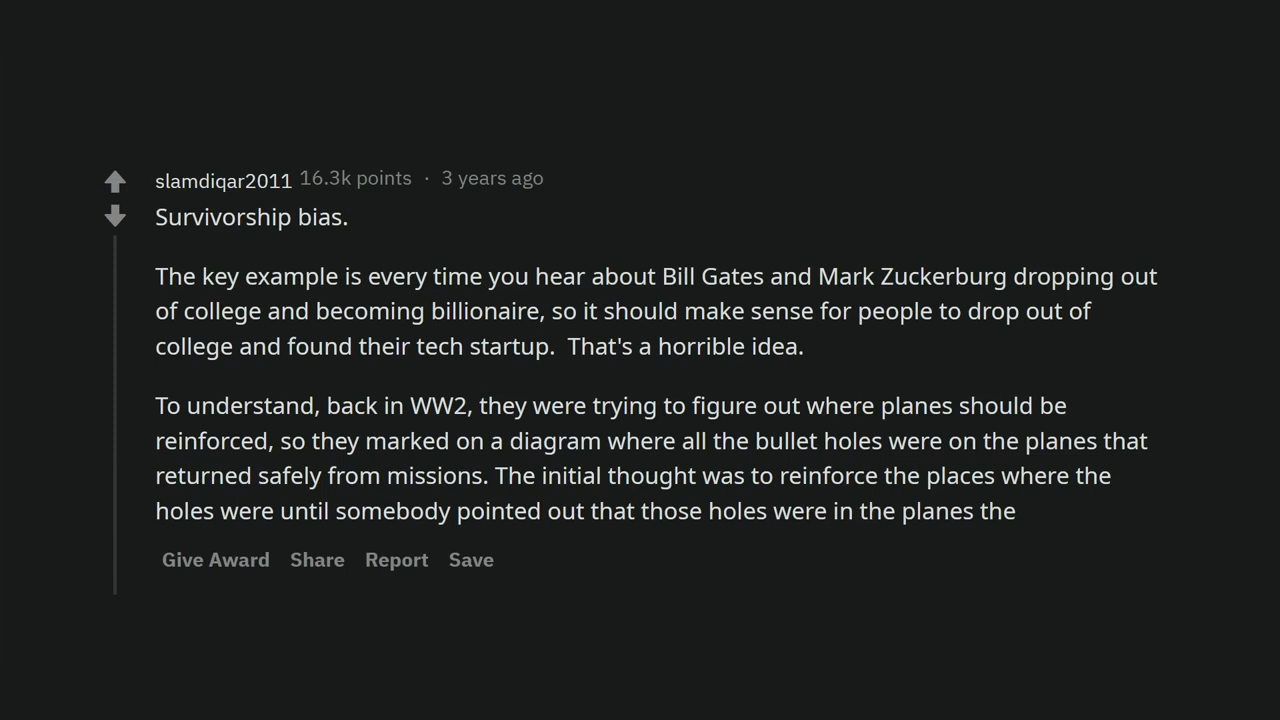 slamdiqar2011 16.3k points · 3 years ago
Survivorship bias.
The key example is every time you hear about Bill Gates and Mark Zuckerburg dropping out
of college and becoming billionaire, so it should make sense for people to drop out of
college and found their tech startup.  That's a horrible idea.
To understand, back in WW2, they were trying to figure out where planes should be
reinforced, so they marked on a diagram where all the bullet holes were on the planes that
returned safely from missions. The initial thought was to reinforce the places where the
holes were until somebody pointed out that those holes were in the planes the
Give Award Share Report Save